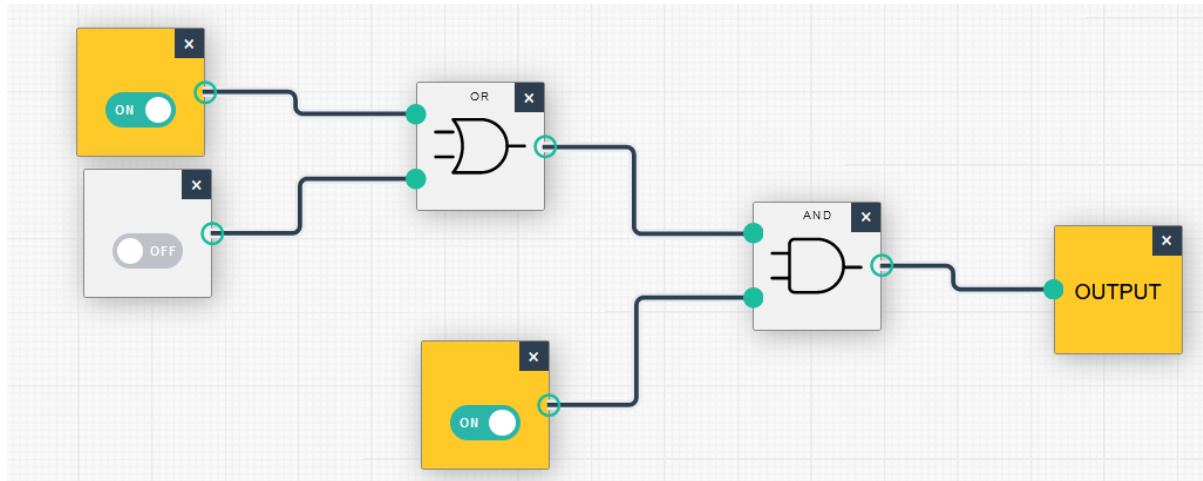 ×
ON
OR ×
×
OFF
AND ×
×
OUTPUT
×
ON